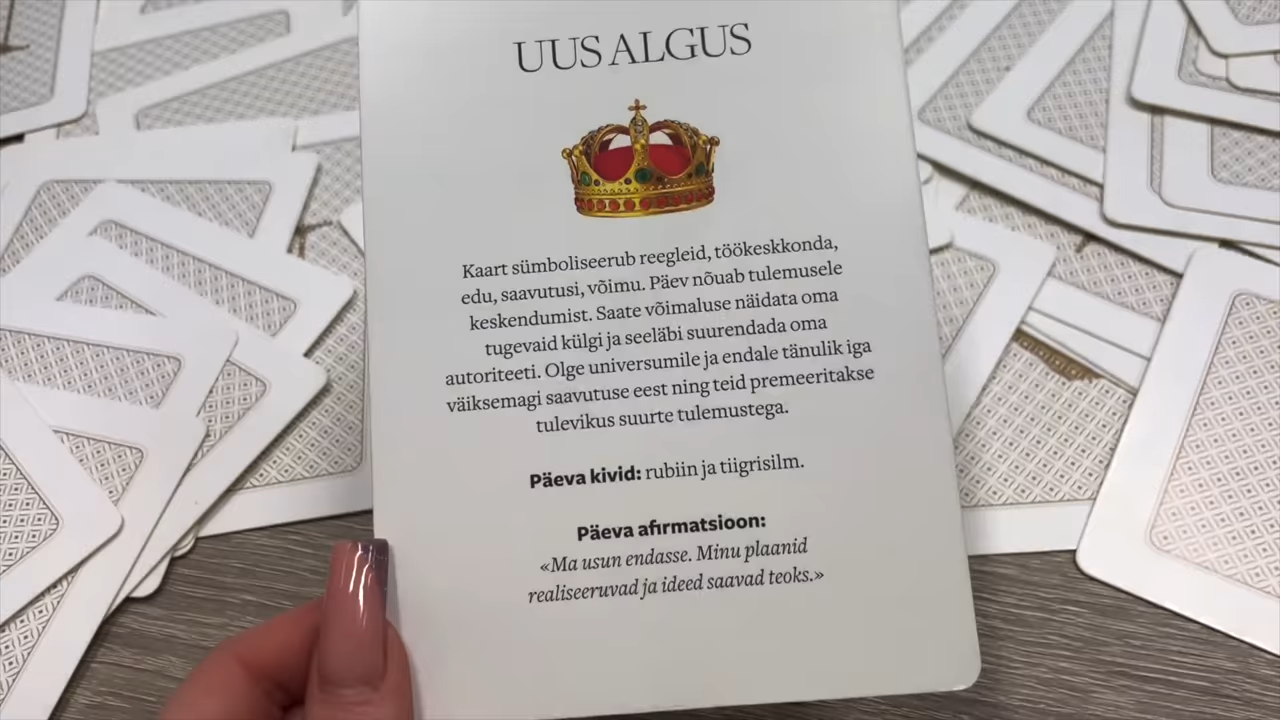 UUS ALGUS
Kaart sümboliseerub reegleid, töökeskkonda,
edu, saavutusi, võimu. Päev nõuab tulemusele
keskendumist. Saate võimaluse näidata oma
tugevaid külgi ja seeläbi suurendada oma
autoriteeti. Olge universumile ja endale tänulik iga
väiksemagi saavutuse eest ning teid premeeritakse
tulevikus suurte tulemustega.
Päeva kivid: rubiin ja tiigrisilm.
Päeva afirmatsioon:
«Ma usun endasse. Minu plaanid
realiseeruvad ja ideed saavad teoks.»